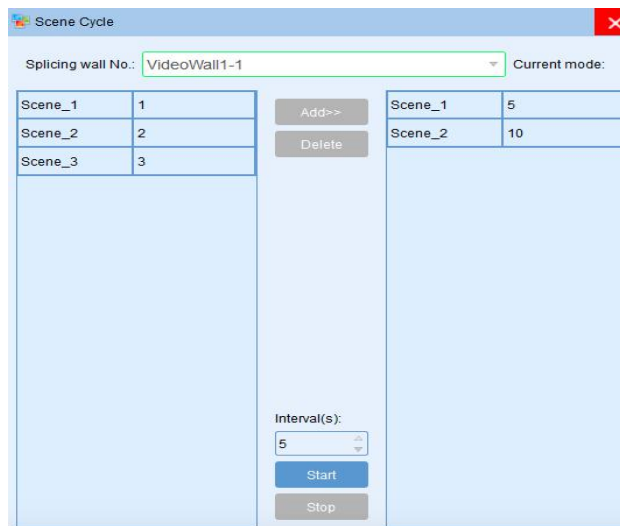 Scene Cycle
Splicing wall No.: VideoWall1-1 Current mode:
Scene_1 1
Scene_2 2
Scene_3 3
Add>>
Delete
Scene_1 5
Scene_2 10
Interval(s):
5
Start
Stop